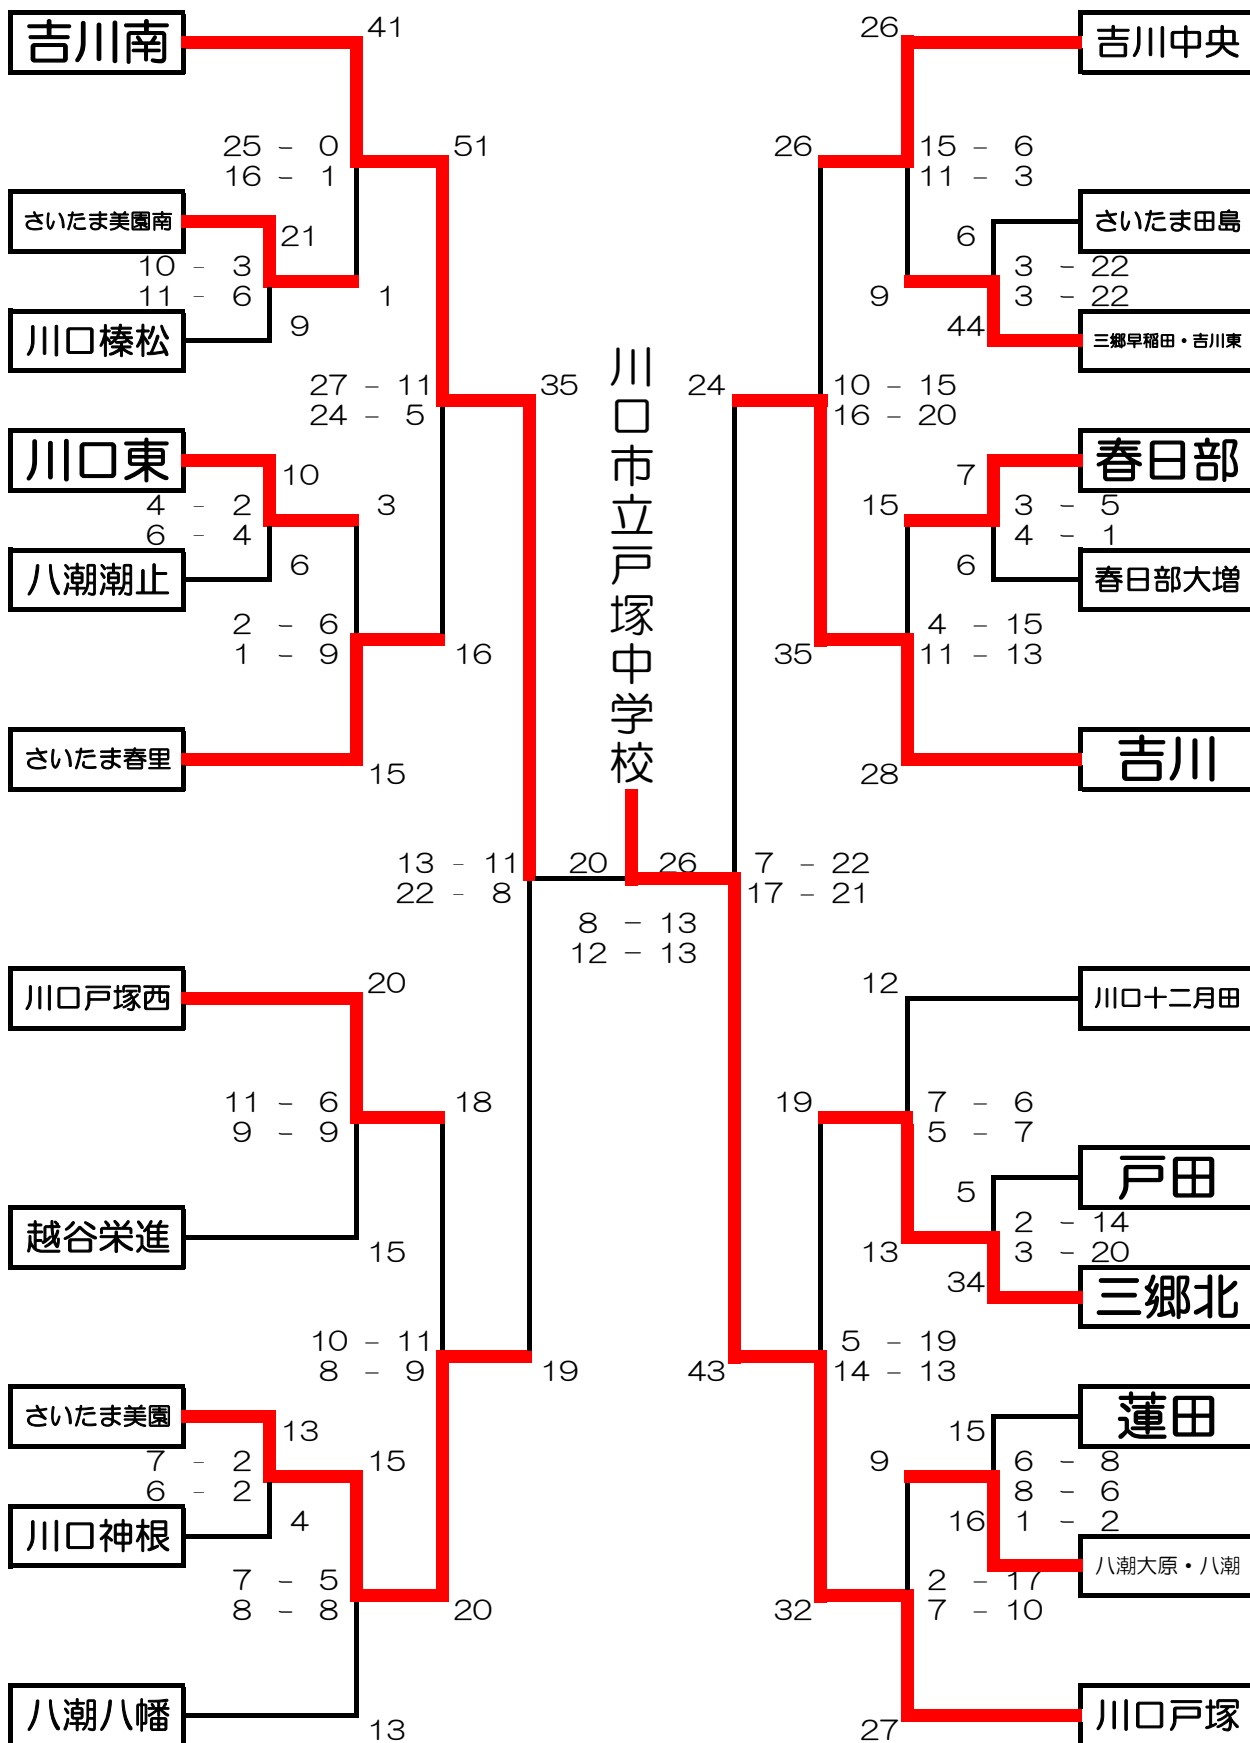 吉川南
41
26
吉川中央
25 - 0
51
26
15 - 6
16 - 1
11 - 3
さいたま美園南
21
6
さいたま田島
10 - 3
3 - 22
11 - 6
1
9
3 - 22
川口榛松
9
44
三郷早稲田・吉川東
27 - 11
35
24
10 - 15
24 - 5
16 - 20
川口市立戸塚中学校
川口東
10
7
春日部
4 - 2
3
15
3 - 5
6 - 4
4 - 1
八潮潮止
6
6
春日部大増
2 - 6
4 - 15
1 - 9
16
35
11 - 13
さいたま春里
15
28
吉川
13 - 11
20
26
7 - 22
22 - 8
17 - 21
8 - 13
12 - 13
川口戸塚西
20
12
川口十二月田
11 - 6
18
19
7 - 6
9 - 9
5 - 7
5
戸田
越谷栄進
15
13
2 - 14
3 - 20
34
三郷北
10 - 11
5 - 19
8 - 9
19
43
14 - 13
さいたま美園
13
15
蓮田
7 - 2
15
9
6 - 8
6 - 2
8 - 6
川口神根
4
16
1 - 2
八潮大原・八潮
7 - 5
2 - 17
8 - 8
20
32
7 - 10
八潮八幡
13
27
川口戸塚